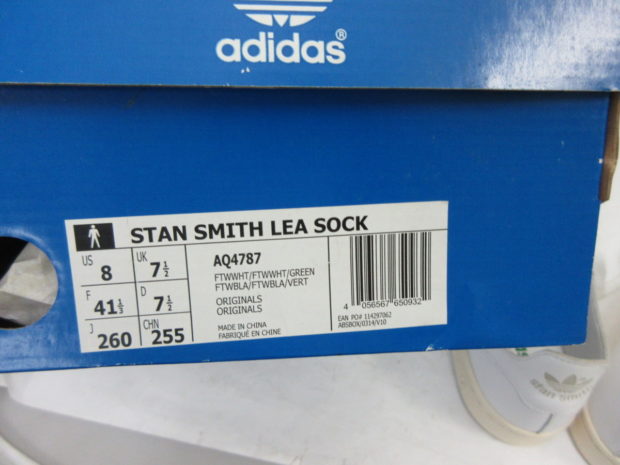 adidas®
STAN SMITH LEA SOCK
US 8 UK 7½
F 41⅓ D 7½
J 260 CHN 255
AQ4787
FTWWHT/FTWWHT/GREEN
FTWBLA/FTWBLA/VERT
ORIGINALS
ORIGINALS
MADE IN CHINA
FABRIQUÉ EN CHINE
4 056567 650932
EAN PO# 114297062
ABSBOX/0314/V10
stan smith